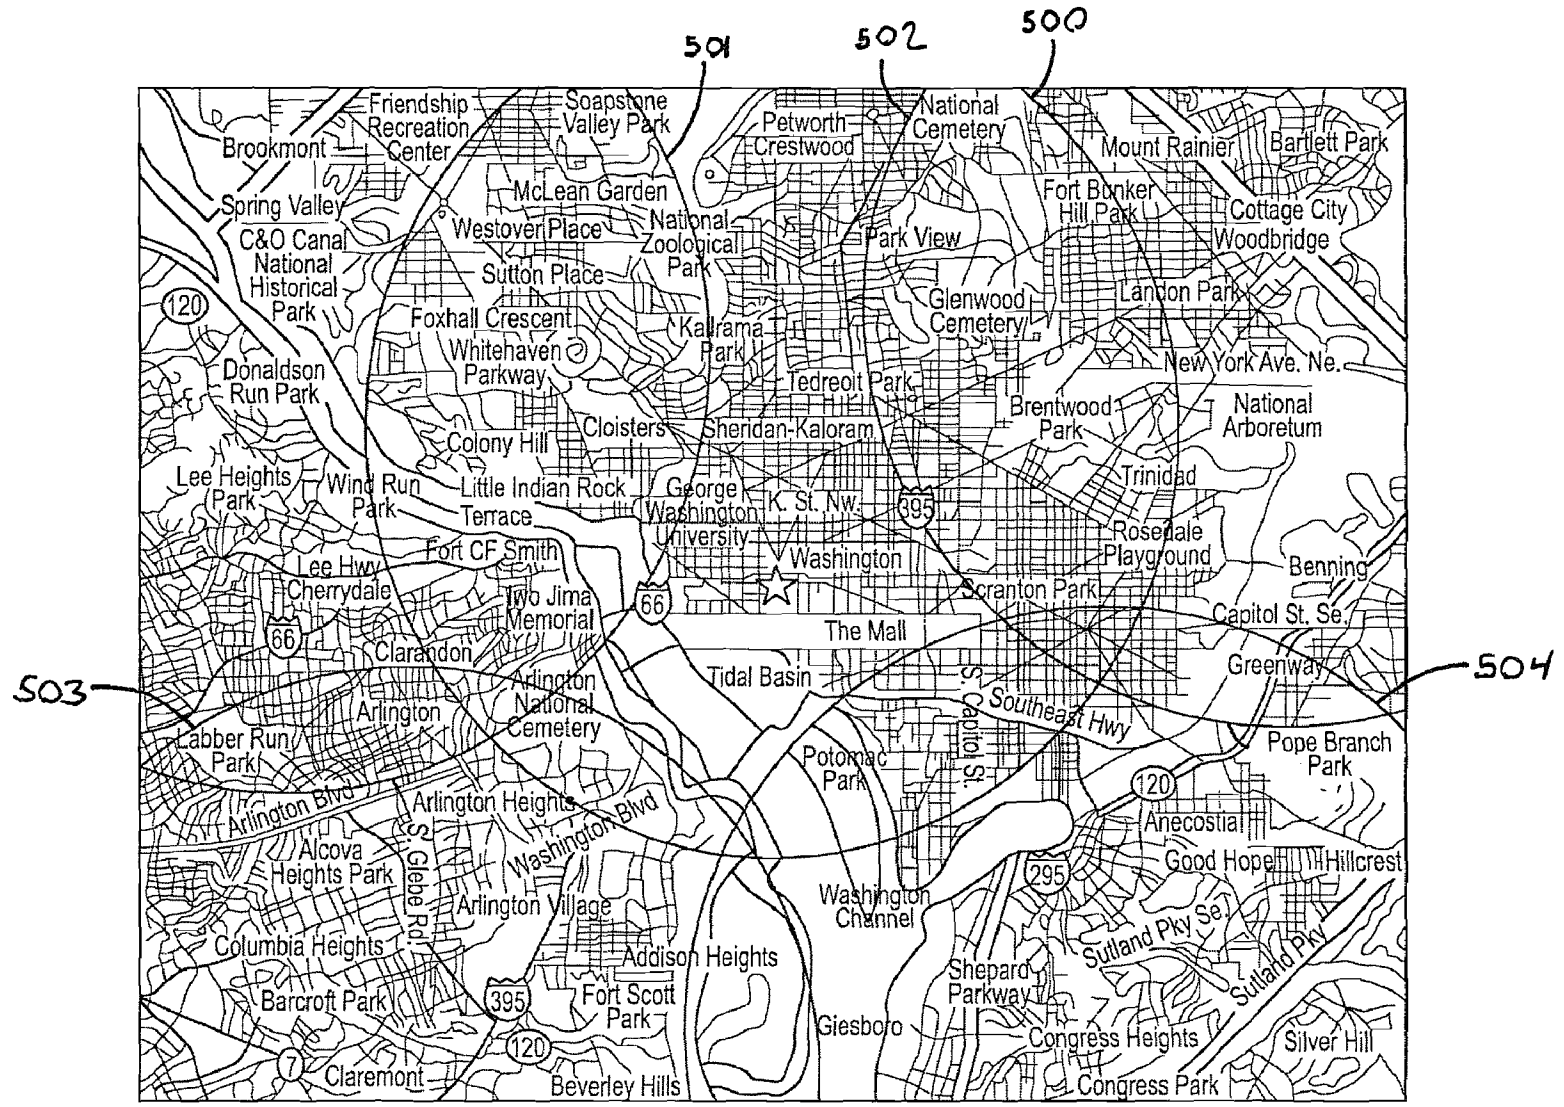 501
502
500
Friendship
Recreation
Center
Soapstone
Valley Park
Petworth
Crestwood
National
Cemetery
Mount Rainier
Bartlett Park
Brookmont
McLean Garden
Fort Bunker
Hill Park
Spring Valley
Westover Place
National
Zoological
Park
Park View
Cottage City
Woodbridge
C&O Canal
National
Historical
Park
Sutton Place
120
Foxhall Crescent
Glenwood
Cemetery
Landon Park
Kalirama
Park
Whitehaven
Parkway
New York Ave. Ne.
Donaldson
Run Park
Tedreoit Park
Brentwood
Park
National
Arboretum
Colony Hill
Cloisters
Sheridan-Kaloram
Lee Heights
Park
Wind Run
Park
Little Indian Rock
Terrace
George
Washington
University
K. St. Nw.
395
Trinidad
Rosedale
Playground
Fort CF Smith
Washington
Lee Hwy
Cherrydale
Benning
Two Jima
Memorial
66
Scranton Park
Capitol St. Se.
66
The Mall
Clarandon
Greenway
503
504
Tidal Basin
Arlington
National
Cemetery
Arlington
S. Capitol St.
Southeast Hwy
Labber Run
Park
Potomac
Park
Pope Branch
Park
120
Arlington Blvd
Arlington Heights
Washington Blvd
Anecostial
Alcova
Heights Park
S. Glebe Rd.
Good Hope
Hillcrest
295
Arlington Village
Washington
Channel
Sutland Pky Se.
Sutland Pky
Columbia Heights
Addison Heights
Shepard
Parkway
Barcroft Park
395
Fort Scott
Park
Giesboro
Congress Heights
Silver Hill
120
7
Claremont
Beverley Hills
Congress Park